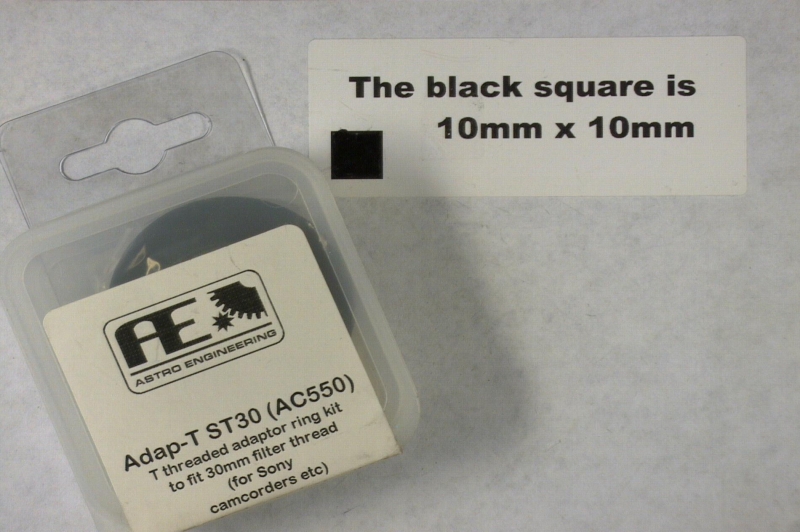 The black square is
10mm x 10mm
AE
ASTRO ENGINEERING
Adap-T ST30 (AC550)
T threaded adaptor ring kit
to fit 30mm filter thread
(for Sony
camcorders etc)